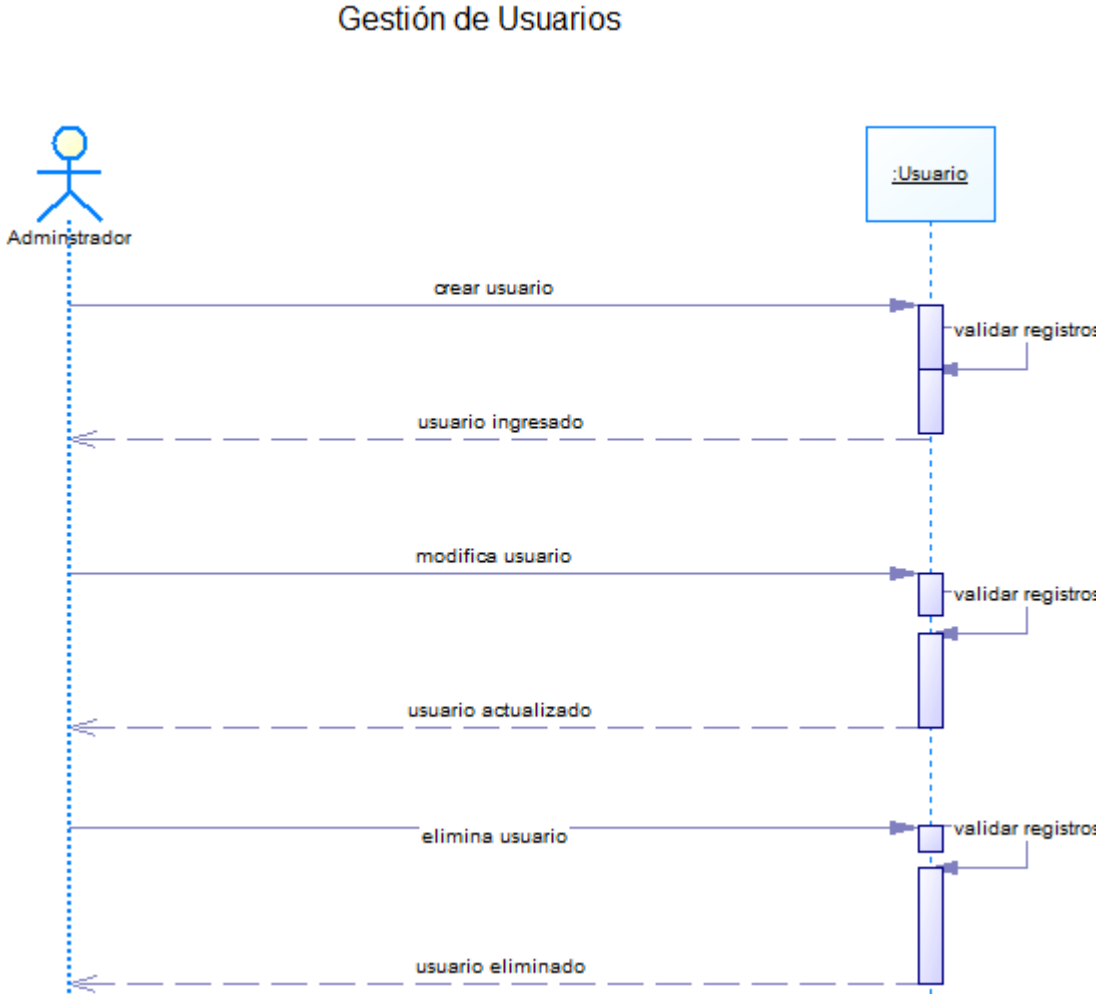 Gestión de Usuarios
:Usuario
Adminstrador
crear usuario
validar registros
usuario ingresado
modifica usuario
validar registros
usuario actualizado
elimina usuario
validar registros
usuario eliminado